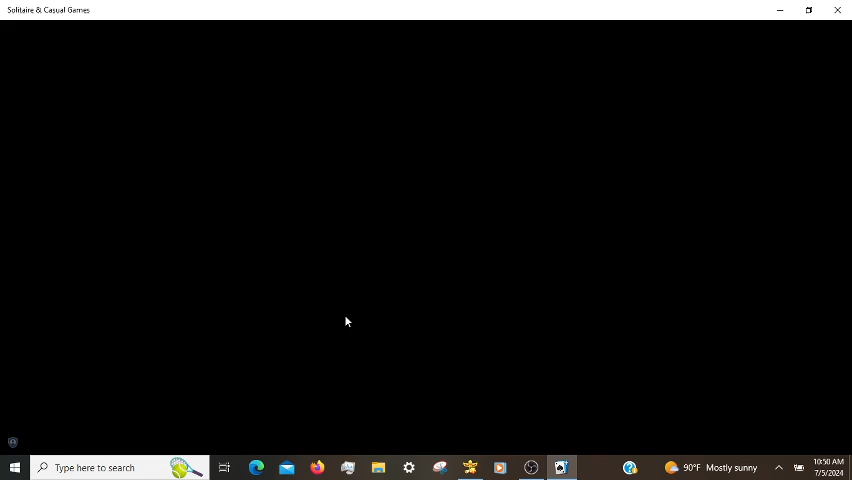 Solitaire & Casual Games
Type here to search
90°F Mostly sunny
10:50 AM
7/5/2024